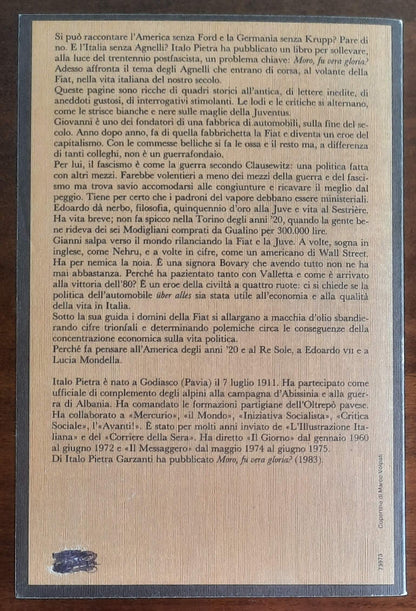 Si può raccontare l'America senza Ford e la Germania senza Krupp? Pare di
no. E l'Italia senza Agnelli? Italo Pietra ha pubblicato un libro per sollevare,
alla luce del trentennio postfascista, un problema chiave: Moro, fu vera gloria?
Adesso affronta il tema degli Agnelli che entrano di corsa, al volante della
Fiat, nella vita italiana del nostro secolo.
Queste pagine sono ricche di quadri storici all'antica, di lettere inedite, di
aneddoti gustosi, di interrogativi stimolanti. Le lodi e le critiche si alternano,
come le strisce bianche e nere sulle maglie della Juventus.
Giovanni è uno dei fondatori di una fabbrica di automobili, sulla fine del se-
colo. Anno dopo anno, fa di quella fabbrichetta la Fiat e diventa un eroe del
capitalismo. Con le commesse belliche si fa le ossa e il resto ma, a differenza
di tanti colleghi, non è un guerrafondaio.
Per lui, il fascismo è come la guerra secondo Clausewitz: una politica fatta
con altri mezzi. Farebbe volentieri a meno dei mezzi della guerra e del fasci-
smo ma trova savio accomodarsi alle congiunture e ricavare il meglio dal
peggio. Tiene per certo che i padroni del vapore debbano essere ministeriali.
Edoardo dà nerbo, filosofia, quinquennio d'oro alla Juve e vita al Sestrière.
Ha vita breve; non fa spicco nella Torino degli anni '20, quando la gente be-
ne rideva dei sei Modigliani comprati da Gualino per 300.000 lire.
Gianni salpa verso il mondo rilanciando la Fiat e la Juve. A volte, sogna in
inglese, come Nehru, e a volte in cifre, come un americano di Wall Street.
Ha per nemica la noia. È una signora Bovary che avendo tutto non ne ha
mai abbastanza. Perché ha pazientato tanto con Valletta e come è arrivato
alla vittoria dell'80? È un eroe della civiltà a quattro ruote: ci si chiede se la
politica dell'automobile über alles sia stata utile all'economia e alla qualità
della vita in Italia.
Sotto la sua guida i domini della Fiat si allargano a macchia d'olio sbandie-
rando cifre trionfali e determinando polemiche circa le conseguenze della
concentrazione economica sulla vita politica.
Perché fa pensare all'America degli anni '20 e al Re Sole, a Edoardo VII e a
Lucia Mondella.
Italo Pietra è nato a Godiasco (Pavia) il 7 luglio 1911. Ha partecipato come
ufficiale di complemento degli alpini alla campagna d'Abissinia e alla guer-
ra di Albania. Ha comandato le formazioni partigiane dell'Oltrepò pavese.
Ha collaborato a «Mercurio», «il Mondo», «Iniziativa Socialista», «Critica
Sociale», l'«Avanti!». È stato per molti anni inviato de «L'Illustrazione Ita-
liana» e del «Corriere della Sera». Ha diretto «Il Giorno» dal gennaio 1960
al giugno 1972 e «Il Messaggero» dal maggio 1974 al giugno 1975.
Di Italo Pietra Garzanti ha pubblicato Moro, fu vera gloria? (1983).
73973 Copertina di Marco Volpati